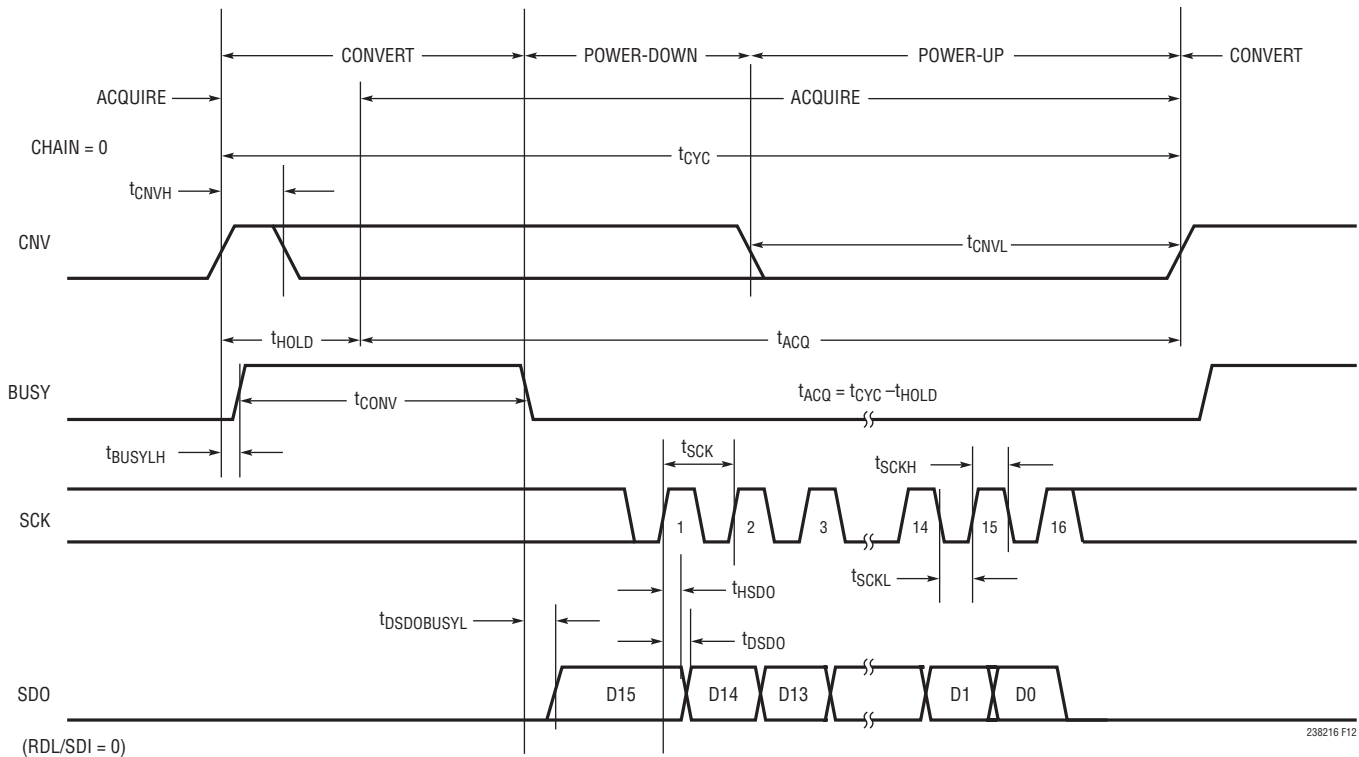 CONVERT POWER-DOWN POWER-UP CONVERT
ACQUIRE ACQUIRE
CHAIN = 0
tCYC
tCNVH
CNV
tCNVL
tHOLD tACQ
BUSY
tCONV
tACQ = tCYC –tHOLD
tBUSYLH
tSCK
tSCKH
SCK
1 2 3 14 15 16
tSCKL
tHSDO
tDSDOBUSYL
tDSDO
SDO
D15 D14 D13 D1 D0
238216 F12
(RDL/SDI = 0)